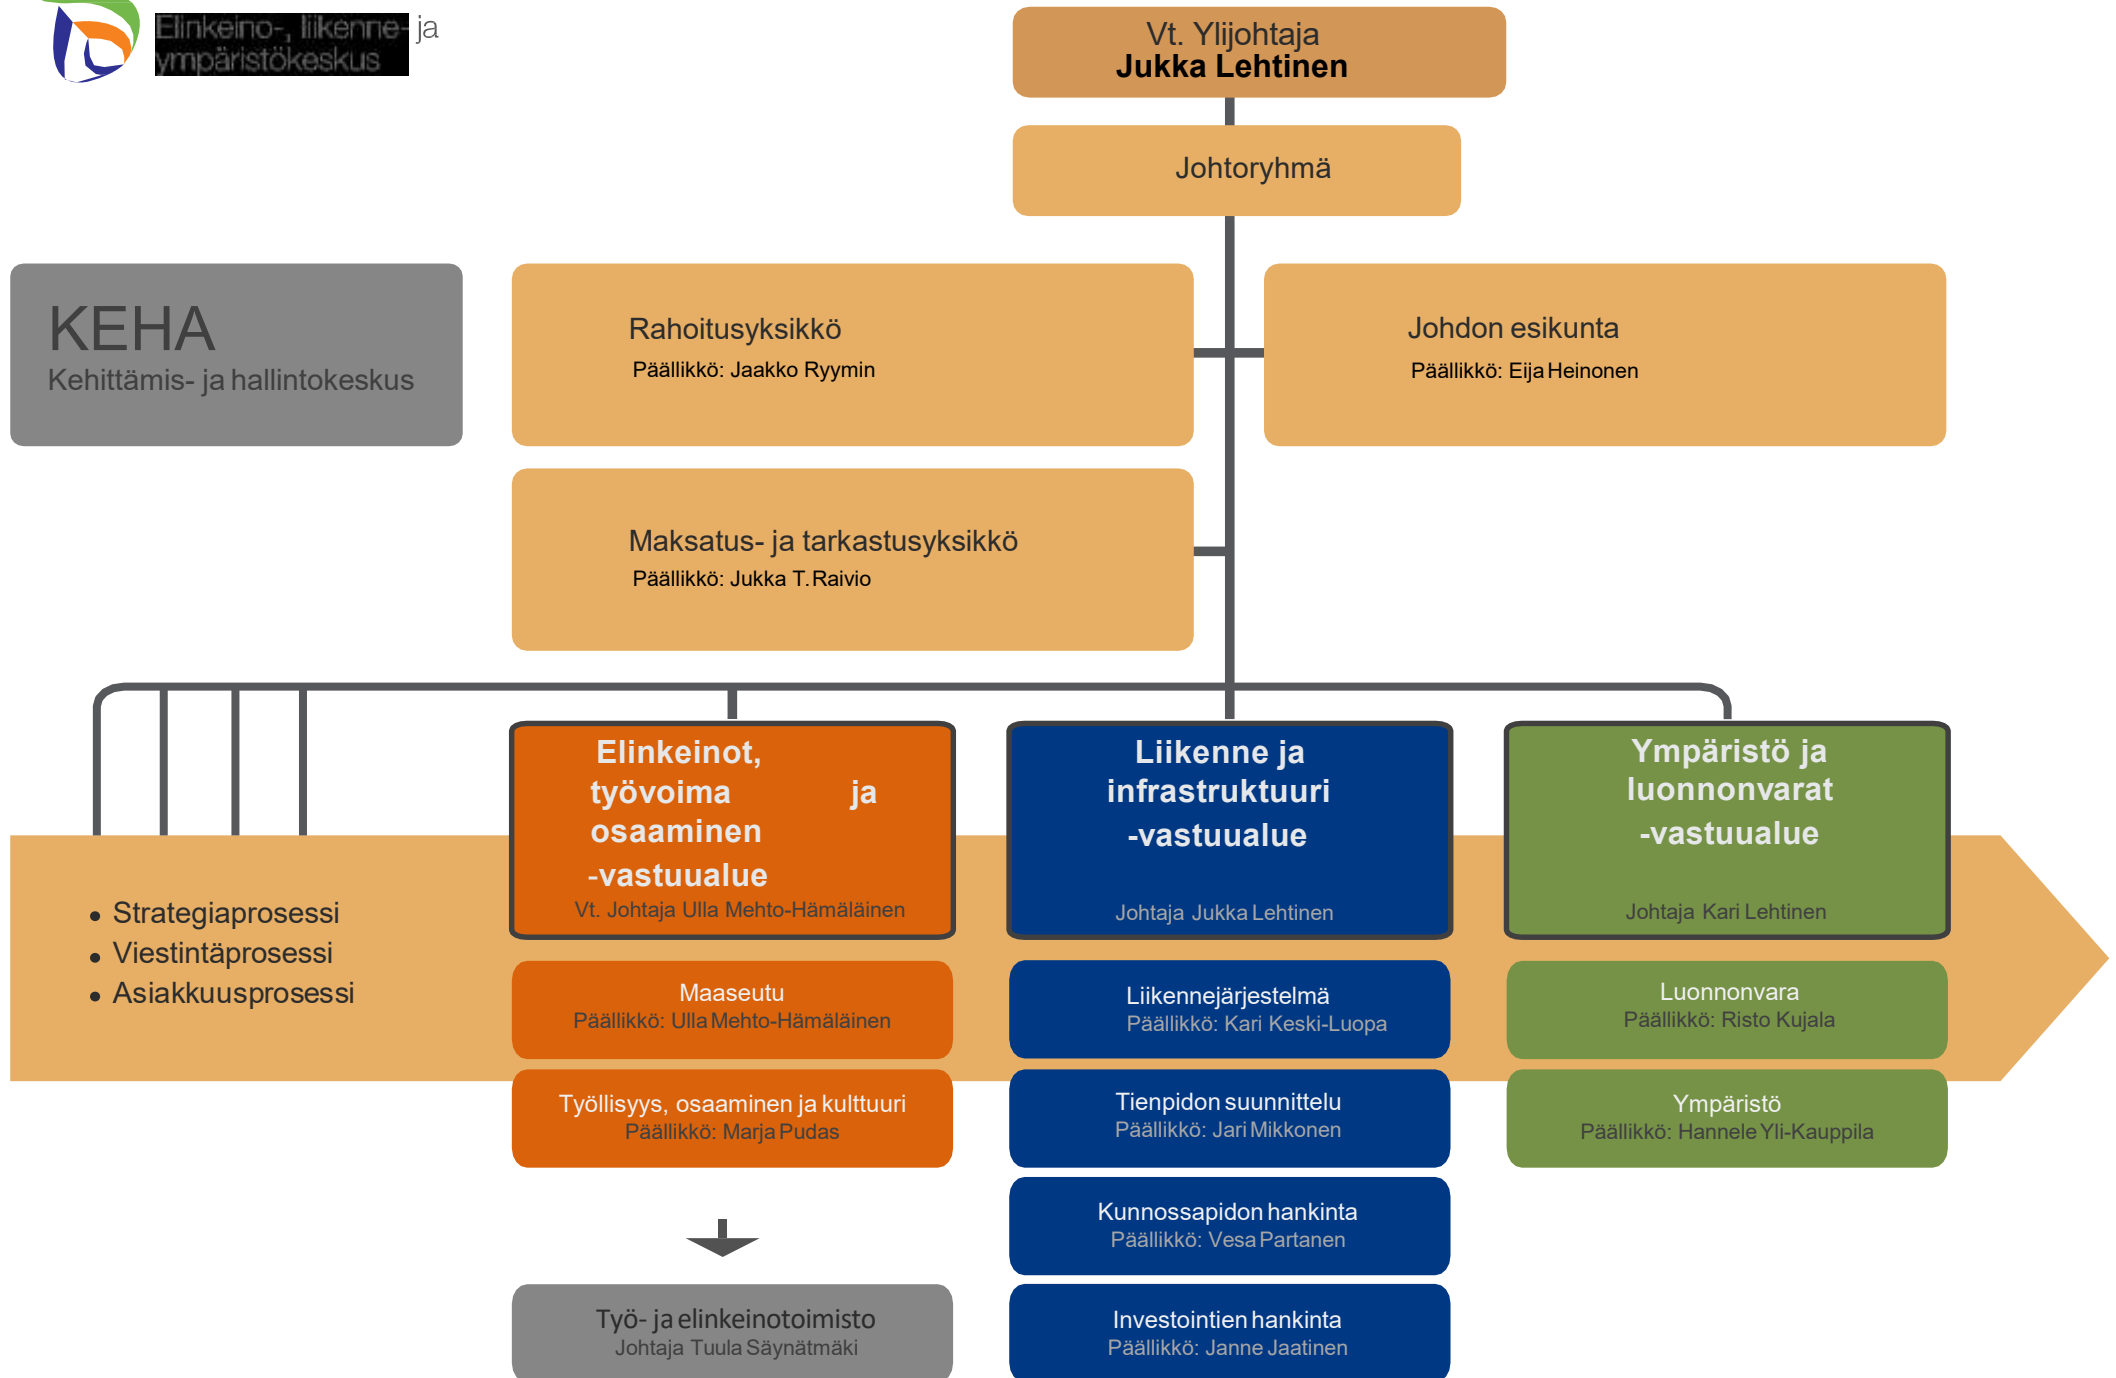 Elinkeino-, liikenne- ja
ympäristökeskus
Vt. Ylijohtaja
Jukka Lehtinen
Johtoryhmä
KEHA
Kehittämis- ja hallintokeskus
Rahoitusyksikkö
Päällikkö: Jaakko Ryymin
Johdon esikunta
Päällikkö: Eija Heinonen
Maksatus- ja tarkastusyksikkö
Päällikkö: Jukka T. Raivio
• Strategiaprosessi
• Viestintäprosessi
• Asiakkuusprosessi
Elinkeinot,
työvoima ja
osaaminen
-vastuualue
Vt. Johtaja Ulla Mehto-Hämäläinen
Maaseutu
Päällikkö: Ulla Mehto-Hämäläinen
Työllisyys, osaaminen ja kulttuuri
Päällikkö: Marja Pudas
Työ- ja elinkeinotoimisto
Johtaja Tuula Säynätmäki
Liikenne ja
infrastruktuuri
-vastuualue
Johtaja Jukka Lehtinen
Liikennejärjestelmä
Päällikkö: Kari Keski-Luopa
Tienpidon suunnittelu
Päällikkö: Jari Mikkonen
Kunnossapidon hankinta
Päällikkö: Vesa Partanen
Investointien hankinta
Päällikkö: Janne Jaatinen
Ympäristö ja
luonnonvarat
-vastuualue
Johtaja Kari Lehtinen
Luonnonvara
Päällikkö: Risto Kujala
Ympäristö
Päällikkö: Hannele Yli-Kauppila